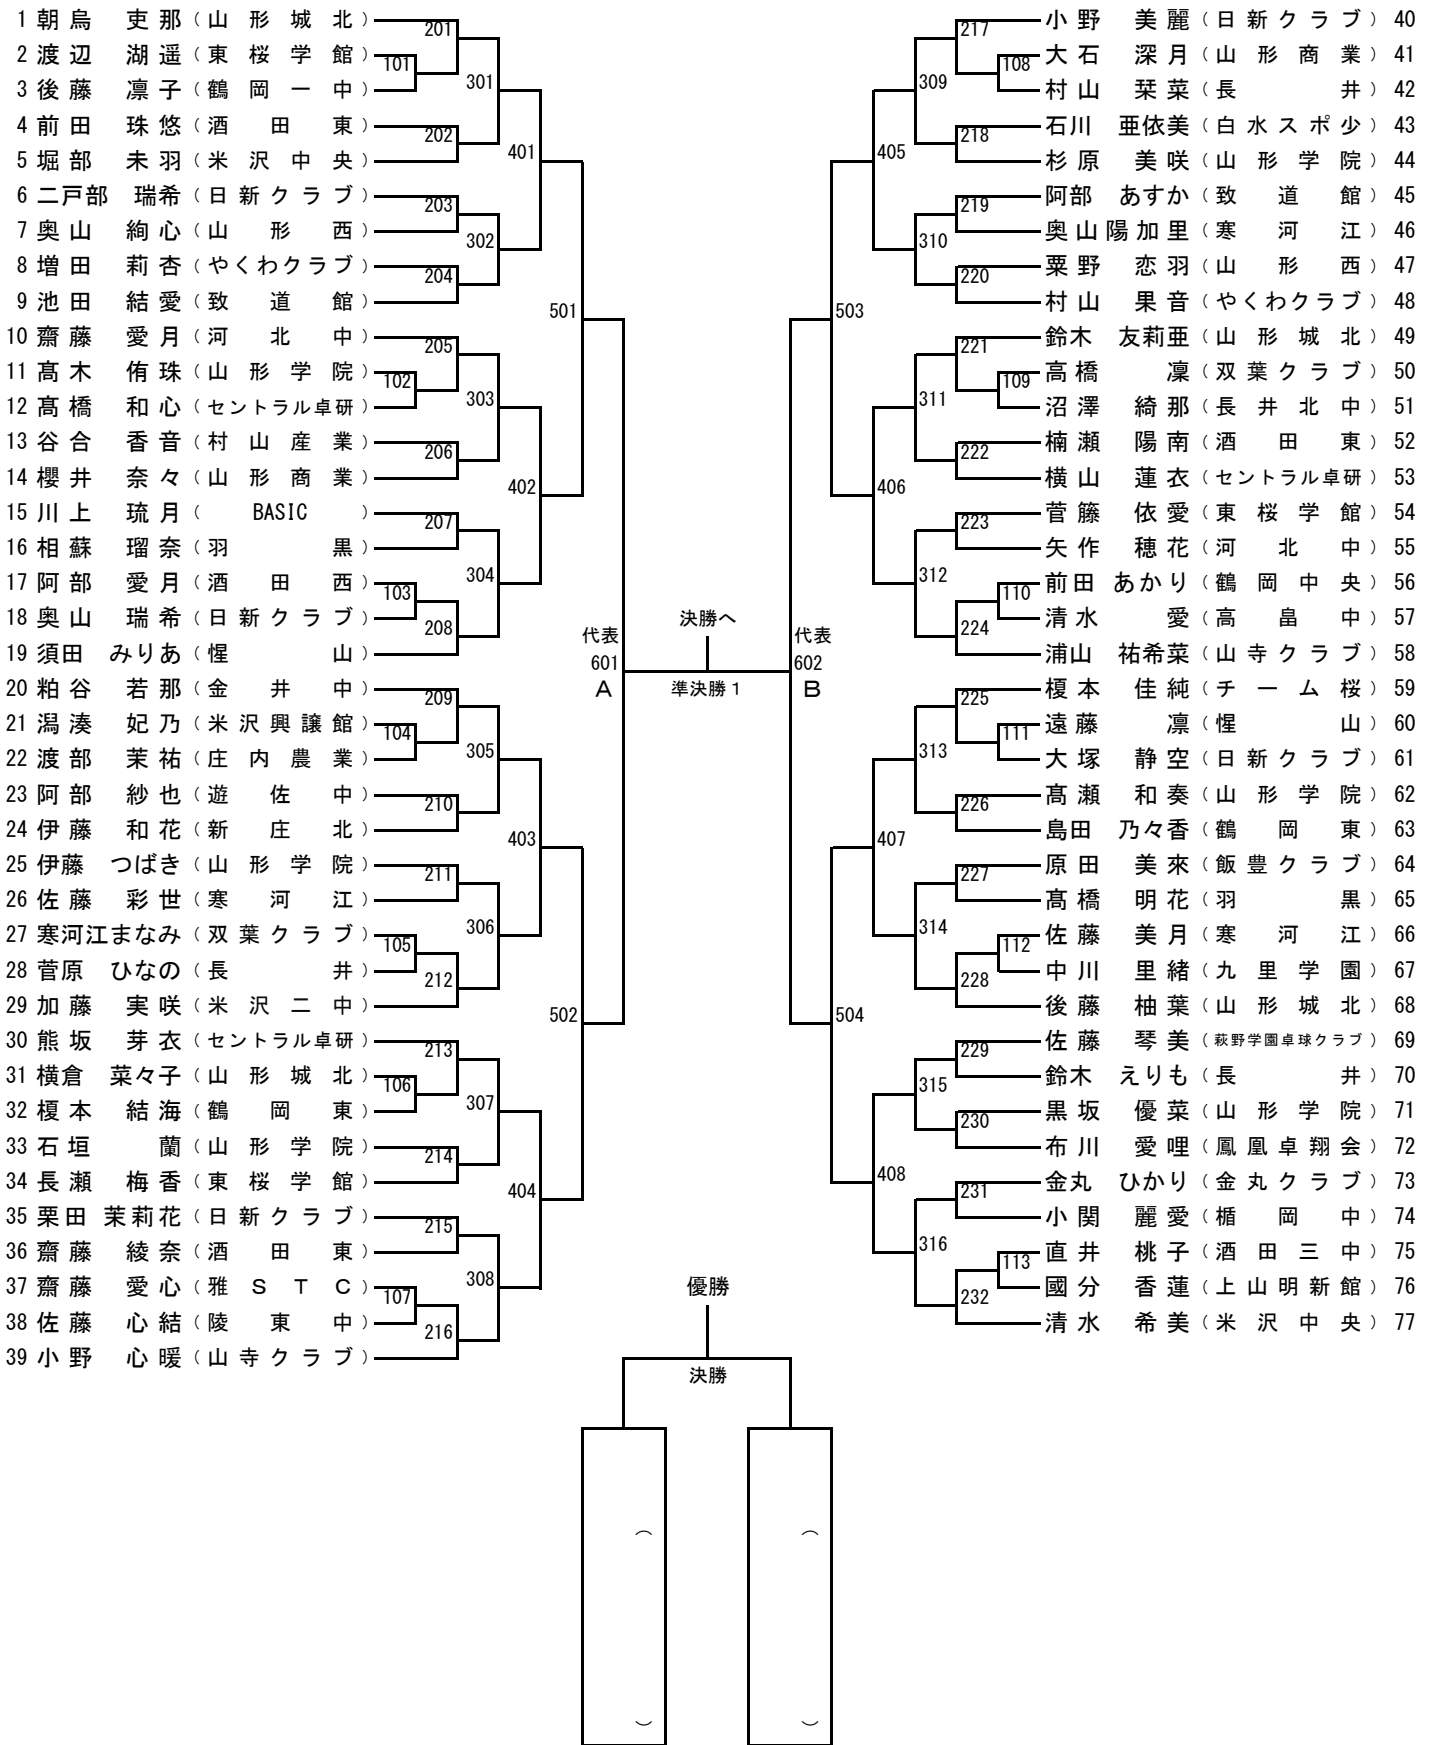 1 朝烏 吏那 (山形城北)
2 渡辺 湖遥 (東桜学館)
3 後藤 凛子 (鶴岡一中)
4 前田 珠悠 (酒田東)
5 堀部 未羽 (米沢中央)
6 二戸部 瑞希 (日新クラブ)
7 奥山 絢心 (山形西)
8 増田 莉杏 (やくわクラブ)
9 池田 結愛 (致道館)
10 齋藤 愛月 (河北中)
11 髙木 侑珠 (山形学院)
12 髙橋 和心 (セントラル卓研)
13 谷合 香音 (村山産業)
14 櫻井 奈々 (山形商業)
15 川上 琉月 (BASIC)
16 相蘇 瑠奈 (羽黒)
17 阿部 愛月 (酒田西)
18 奥山 瑞希 (日新クラブ)
19 須田 みりあ (惺山)
20 粕谷 若那 (金井中)
21 潟湊 妃乃 (米沢興譲館)
22 渡部 茉祐 (庄内農業)
23 阿部 紗也 (遊佐中)
24 伊藤 和花 (新庄北)
25 伊藤 つばき (山形学院)
26 佐藤 彩世 (寒河江)
27 寒河江まなみ (双葉クラブ)
28 菅原 ひなの (長井)
29 加藤 実咲 (米沢二中)
30 熊坂 芽衣 (セントラル卓研)
31 横倉 菜々子 (山形城北)
32 榎本 結海 (鶴岡東)
33 石垣 蘭 (山形学院)
34 長瀬 梅香 (東桜学館)
35 栗田 茉莉花 (日新クラブ)
36 齋藤 綾奈 (酒田東)
37 齋藤 愛心 (雅STC)
38 佐藤 心結 (陵東中)
39 小野 心暖 (山寺クラブ)
101
102
103
104
105
106
107
201
202
203
204
205
206
207
208
209
210
211
212
213
214
215
216
301
302
303
304
305
306
307
308
401
402
403
404
501
502
代表
601
A
決勝へ
準決勝1
代表
602
B
503
504
405
406
407
408
309
310
311
312
313
314
315
316
217
218
219
220
221
222
223
224
225
226
227
228
229
230
231
232
108
109
110
111
112
113
小野 美麗 (日新クラブ) 40
大石 深月 (山形商業) 41
村山 栞菜 (長井) 42
石川 亜依美 (白水スポ少) 43
杉原 美咲 (山形学院) 44
阿部 あすか (致道館) 45
奥山陽加里 (寒河江) 46
粟野 恋羽 (山形西) 47
村山 果音 (やくわクラブ) 48
鈴木 友莉亜 (山形城北) 49
高橋 凜 (双葉クラブ) 50
沼澤 綺那 (長井北中) 51
楠瀬 陽南 (酒田東) 52
横山 蓮衣 (セントラル卓研) 53
菅藤 依愛 (東桜学館) 54
矢作 穂花 (河北中) 55
前田 あかり (鶴岡中央) 56
清水 愛 (高畠中) 57
浦山 祐希菜 (山寺クラブ) 58
榎本 佳純 (チーム桜) 59
遠藤 凛 (惺山) 60
大塚 静空 (日新クラブ) 61
髙瀬 和奏 (山形学院) 62
島田 乃々香 (鶴岡東) 63
原田 美來 (飯豊クラブ) 64
髙橋 明花 (羽黒) 65
佐藤 美月 (寒河江) 66
中川 里緒 (九里学園) 67
後藤 柚葉 (山形城北) 68
佐藤 琴美 (萩野学園卓球クラブ) 69
鈴木 えりも (長井) 70
黒坂 優菜 (山形学院) 71
布川 愛哩 (鳳凰卓翔会) 72
金丸 ひかり (金丸クラブ) 73
小関 麗愛 (楯岡中) 74
直井 桃子 (酒田三中) 75
國分 香蓮 (上山明新館) 76
清水 希美 (米沢中央) 77
優勝
決勝
( )
( )